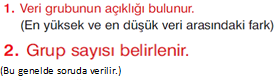 1. Veri grubunun açıklığı bulunur.
(En yüksek ve en düşük veri arasındaki fark)
2. Grup sayısı belirlenir.
(Bu genelde soruda verilir.)